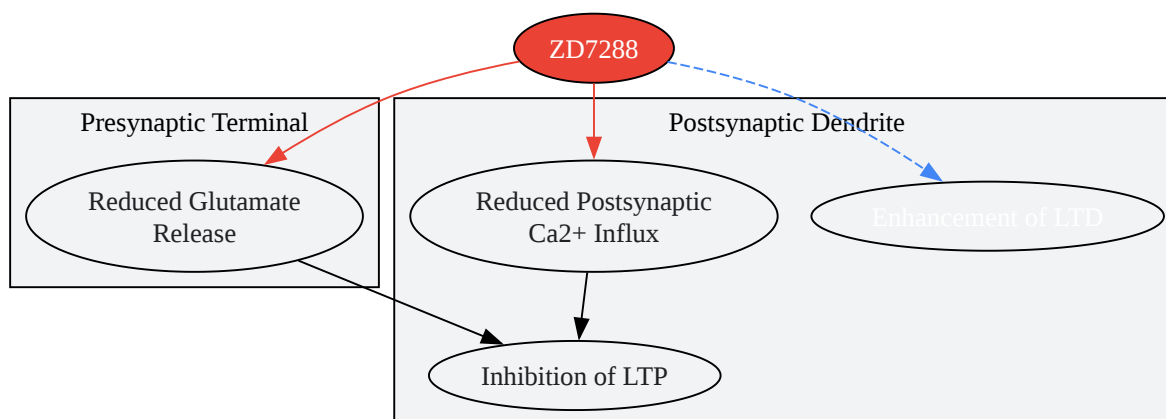 ZD7288
Presynaptic Terminal
Postsynaptic Dendrite
Reduced Glutamate
Release
Reduced Postsynaptic
Ca2+ Influx
Enhancement of LTD
Inhibition of LTP